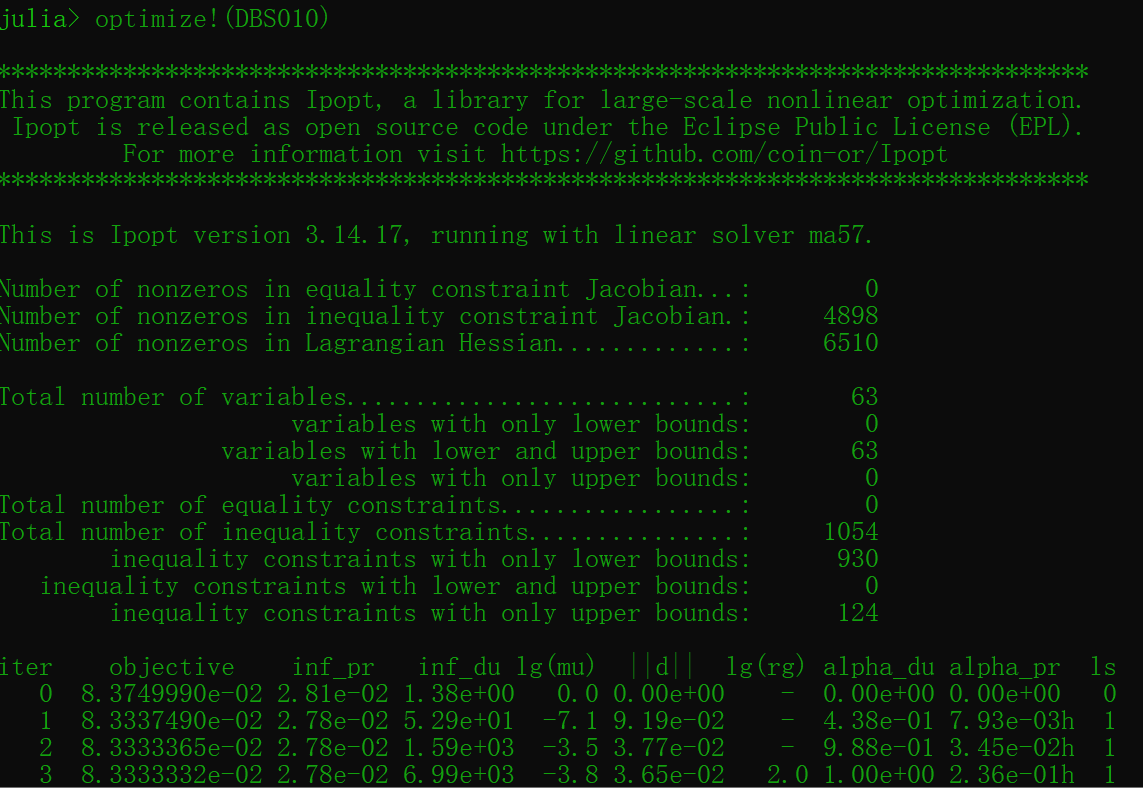 julia> optimize!(DBS010)
******************************************************************************
This program contains Ipopt, a library for large-scale nonlinear optimization.
 Ipopt is released as open source code under the Eclipse Public License (EPL).
         For more information visit https://github.com/coin-or/Ipopt
******************************************************************************
This is Ipopt version 3.14.17, running with linear solver ma57.
Number of nonzeros in equality constraint Jacobian...:        0
Number of nonzeros in inequality constraint Jacobian.:     4898
Number of nonzeros in Lagrangian Hessian.............:     6510
Total number of variables............................:       63
                     variables with only lower bounds:        0
                variables with lower and upper bounds:       63
                     variables with only upper bounds:        0
Total number of equality constraints.................:        0
Total number of inequality constraints...............:     1054
        inequality constraints with only lower bounds:      930
   inequality constraints with lower and upper bounds:        0
        inequality constraints with only upper bounds:      124
iter    objective    inf_pr   inf_du lg(mu)  ||d||  lg(rg) alpha_du alpha_pr  ls
   0  8.3749990e-02 2.81e-02 1.38e+00   0.0 0.00e+00    -  0.00e+00 0.00e+00   0
   1  8.3337490e-02 2.78e-02 5.29e+01  -7.1 9.19e-02    -  4.38e-01 7.93e-03h  1
   2  8.3333365e-02 2.78e-02 1.59e+03  -3.5 3.77e-02    -  9.88e-01 3.45e-02h  1
   3  8.3333332e-02 2.78e-02 6.99e+03  -3.8 3.65e-02   2.0 1.00e+00 2.36e-01h  1